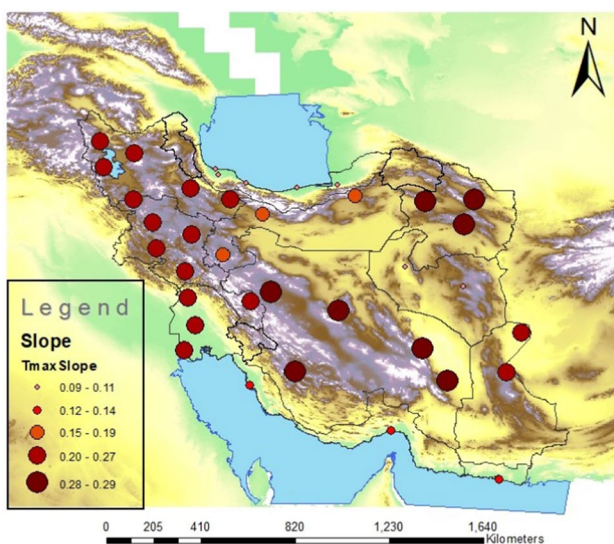 N
Legend
Slope
Tmax Slope
0.09 - 0.11
0.12 - 0.14
0.15 - 0.19
0.20 - 0.27
0.28 - 0.29
0 205 410 820 1,230 1,640
Kilometers